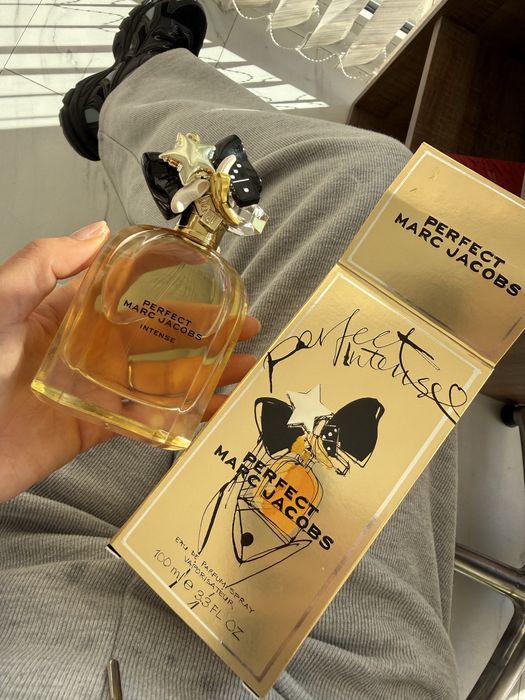 PERFECT
MARC JACOBS
INTENSE
PERFECT
MARC JACOBS
perfect
intense
PERFECT
MARC JACOBS
EAU DE PARFUM SPRAY
VAPORISATEUR
100 ml e 3.3 FL OZ